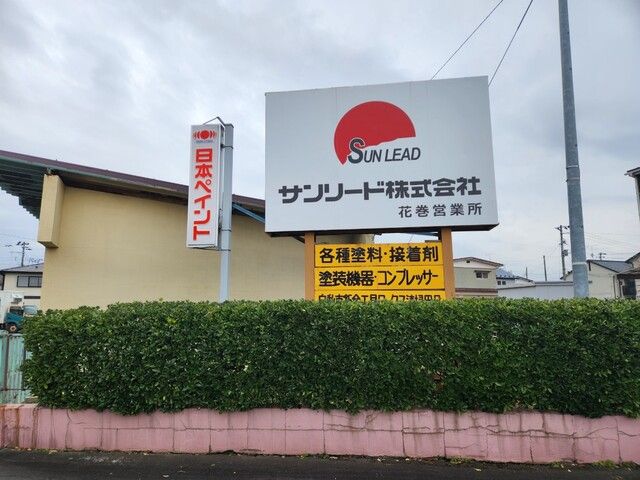 日本ペイント
SUN LEAD
サンリード株式会社
花巻営業所
各種塗料・接着剤
塗装機器・コンプレッサー